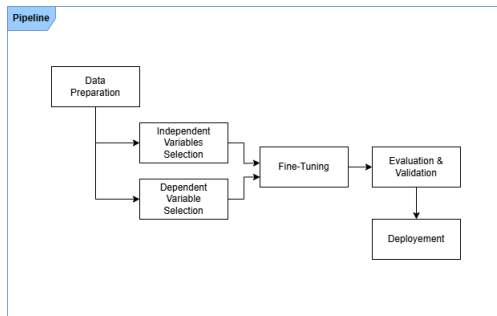 Pipeline
Data
Preparation
Independent
Variables
Selection
Dependent
Variable
Selection
Fine-Tuning
Evaluation &
Validation
Deployement